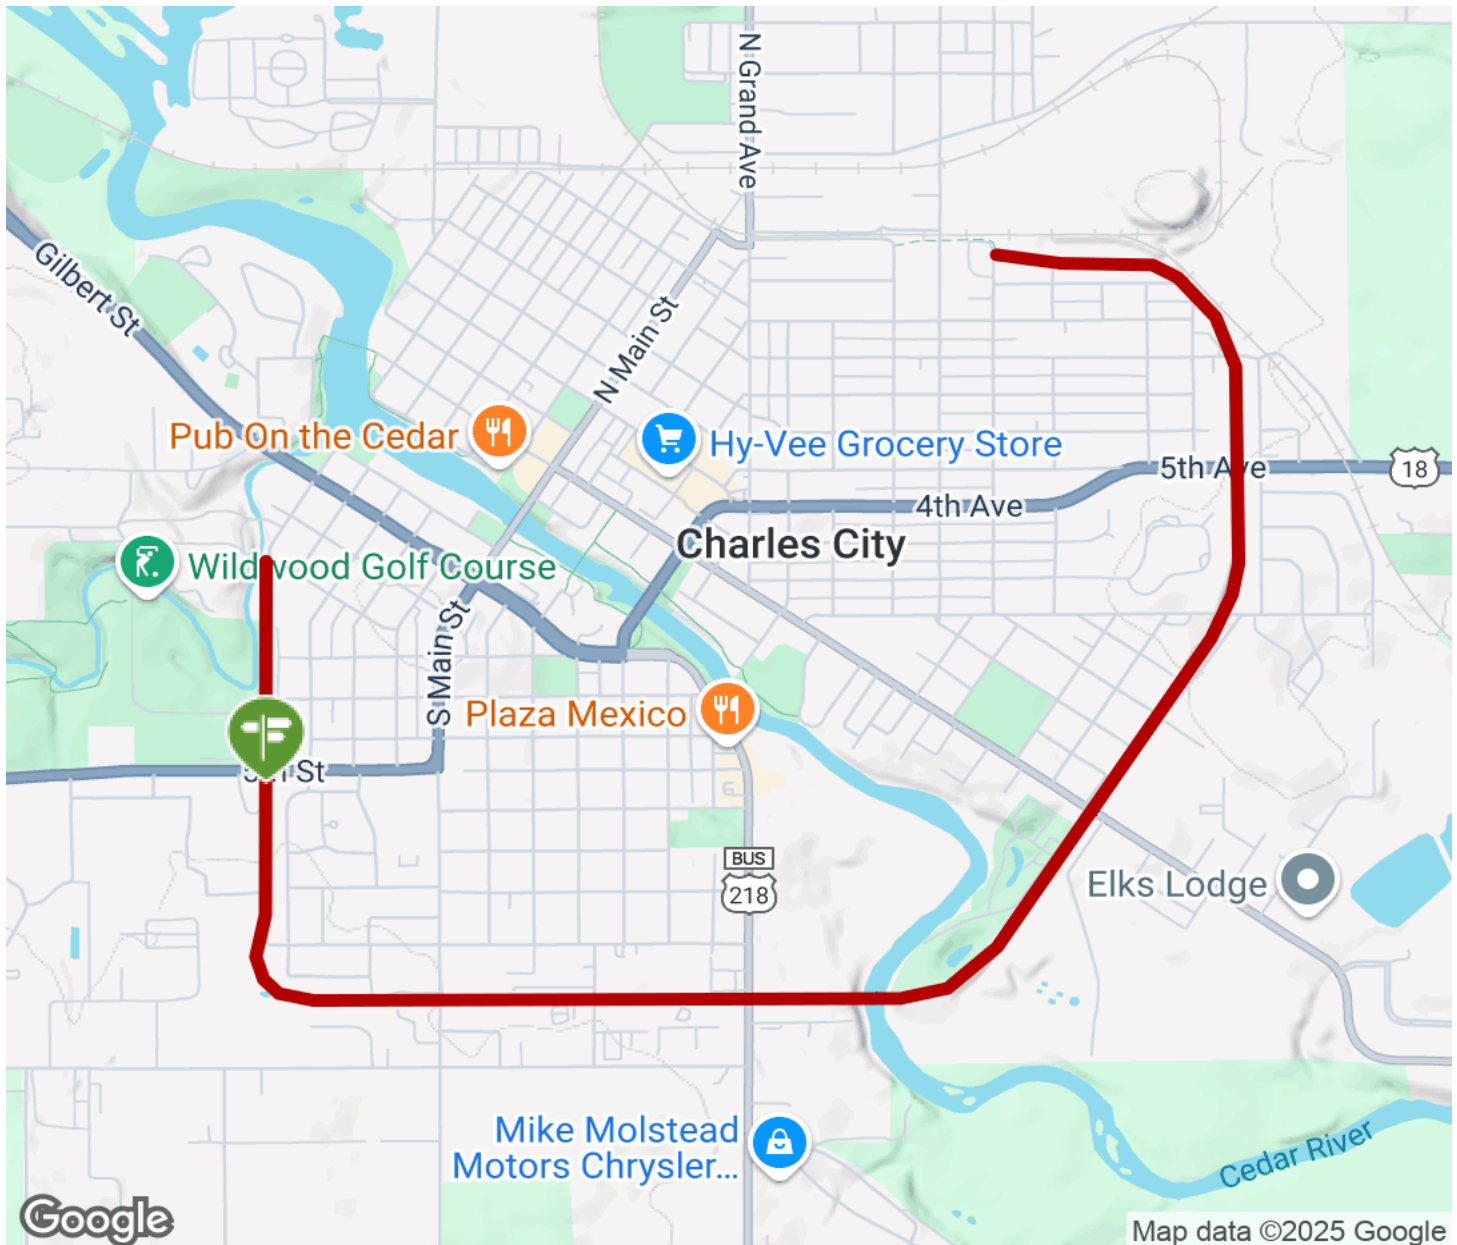 N Grand Ave
Gilbert St
N Main St
Pub On the Cedar
Hy-Vee Grocery Store
5th Ave
18
4th Ave
Charles City
Wildwood Golf Course
S Main St
Plaza Mexico
5th St
BUS
218
Elks Lodge
Mike Molstead
Motors Chrysler...
Cedar River
Google
Map data ©2025 Google